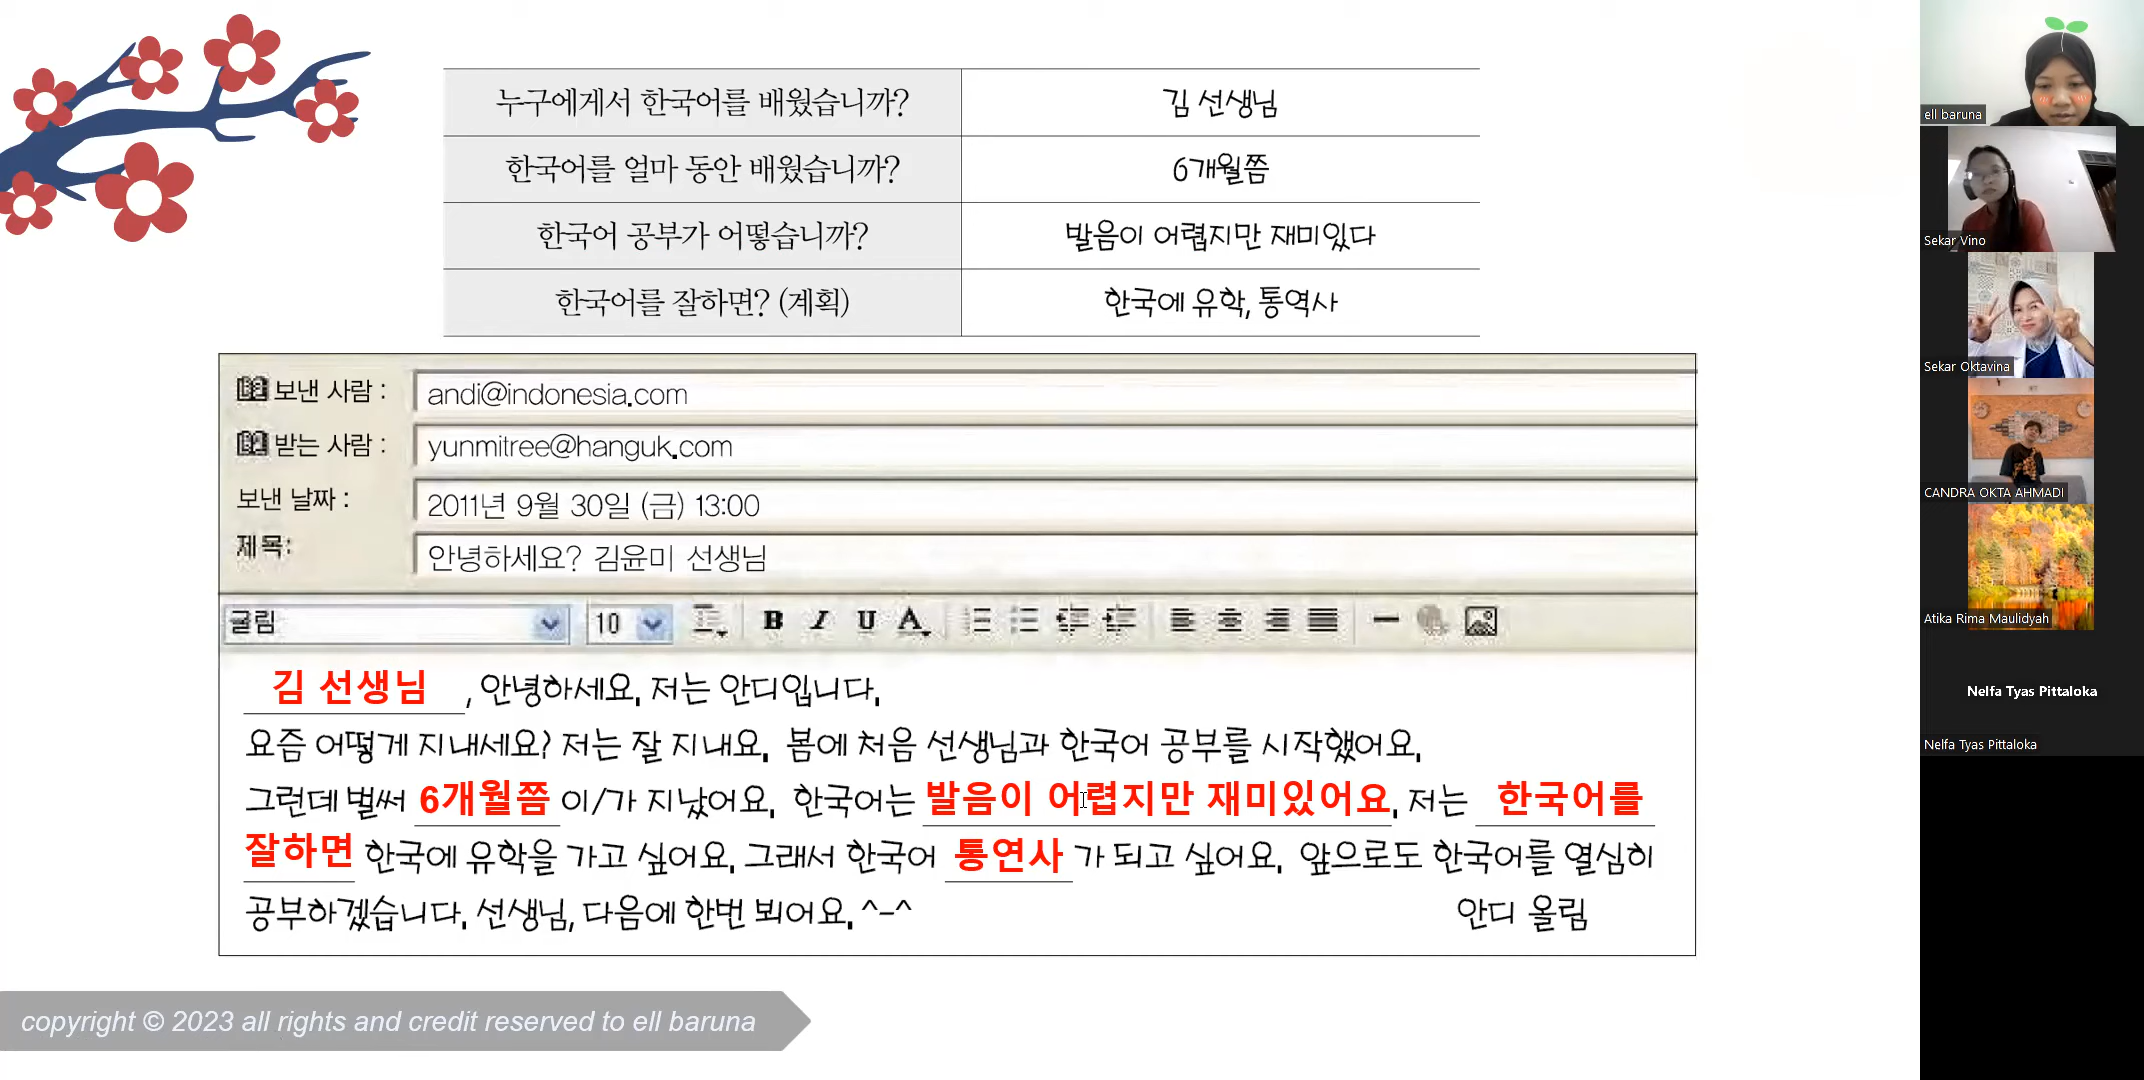 누구에게서 한국어를 배웠습니까? 김 선생님
한국어를 얼마 동안 배웠습니까? 6개월쯤
한국어 공부가 어떻습니까? 발음이 어렵지만 재미있다
한국어를 잘하면? (계획) 한국에 유학, 통역사
보낸 사람 : andi@indonesia.com
받는 사람 : yunmitree@hanguk.com
보낸 날짜 : 2011년 9월 30일 (금) 13:00
제목: 안녕하세요? 김윤미 선생님
굴림 10 B I U A
김 선생님, 안녕하세요. 저는 안디입니다.
요즘 어떻게 지내세요? 저는 잘 지내요. 봄에 처음 선생님과 한국어 공부를 시작했어요.
그런데 벌써 6개월쯤 이/가 지났어요. 한국어는 발음이 어렵지만 재미있어요. 저는 한국어를
잘하면 한국에 유학을 가고 싶어요. 그래서 한국어 통연사가 되고 싶어요. 앞으로도 한국어를 열심히
공부하겠습니다. 선생님, 다음에 한번 뵈어요. ^-^ 안디 올림
copyright © 2023 all rights and credit reserved to ell baruna
ell baruna
Sekar Vino
Sekar Oktavina
CANDRA OKTA AHMADI
Atika Rima Maulidyah
Nelfa Tyas Pittaloka
Nelfa Tyas Pittaloka